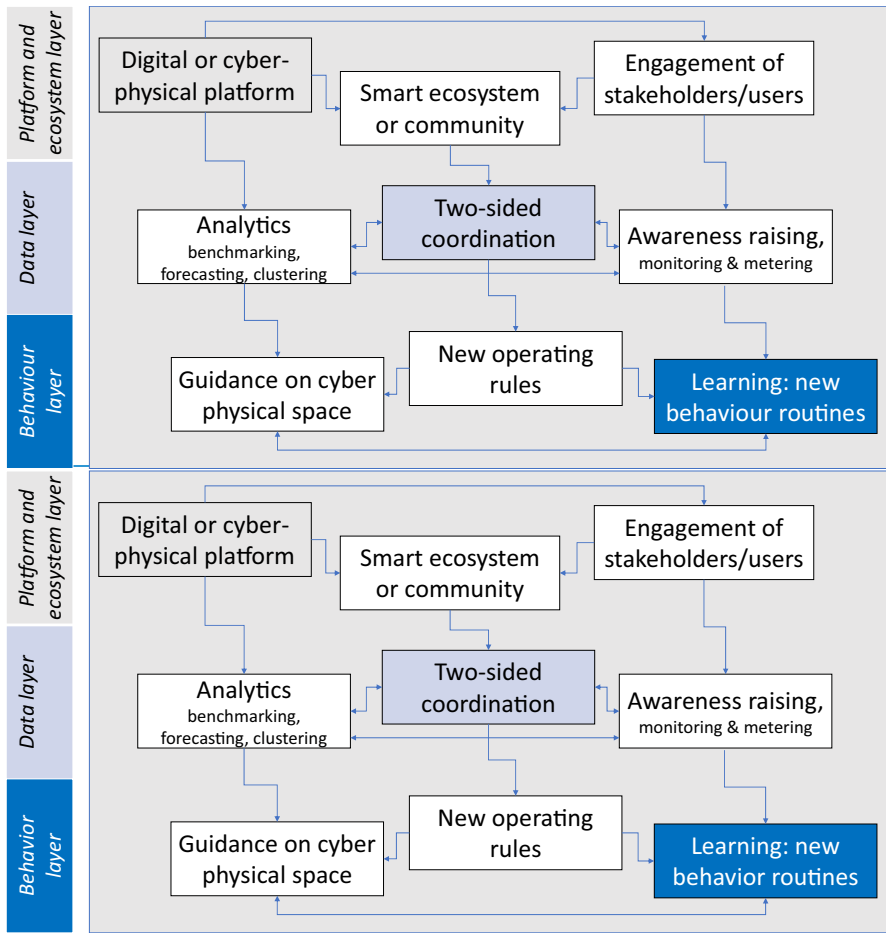 Platform and
ecosystem layer
Digital or cyber-
physical platform
Smart ecosystem
or community
Engagement of
stakeholders/users
Data layer
Analytics
benchmarking,
forecasting, clustering
Two-sided
coordination
Awareness raising,
monitoring & metering
Behaviour
layer
Guidance on cyber
physical space
New operating
rules
Learning: new
behaviour routines
Platform and
ecosystem layer
Digital or cyber-
physical platform
Smart ecosystem
or community
Engagement of
stakeholders/users
Data layer
Analytics
benchmarking,
forecasting, clustering
Two-sided
coordination
Awareness raising,
monitoring & metering
Behavior
layer
Guidance on cyber
physical space
New operating
rules
Learning: new
behavior routines